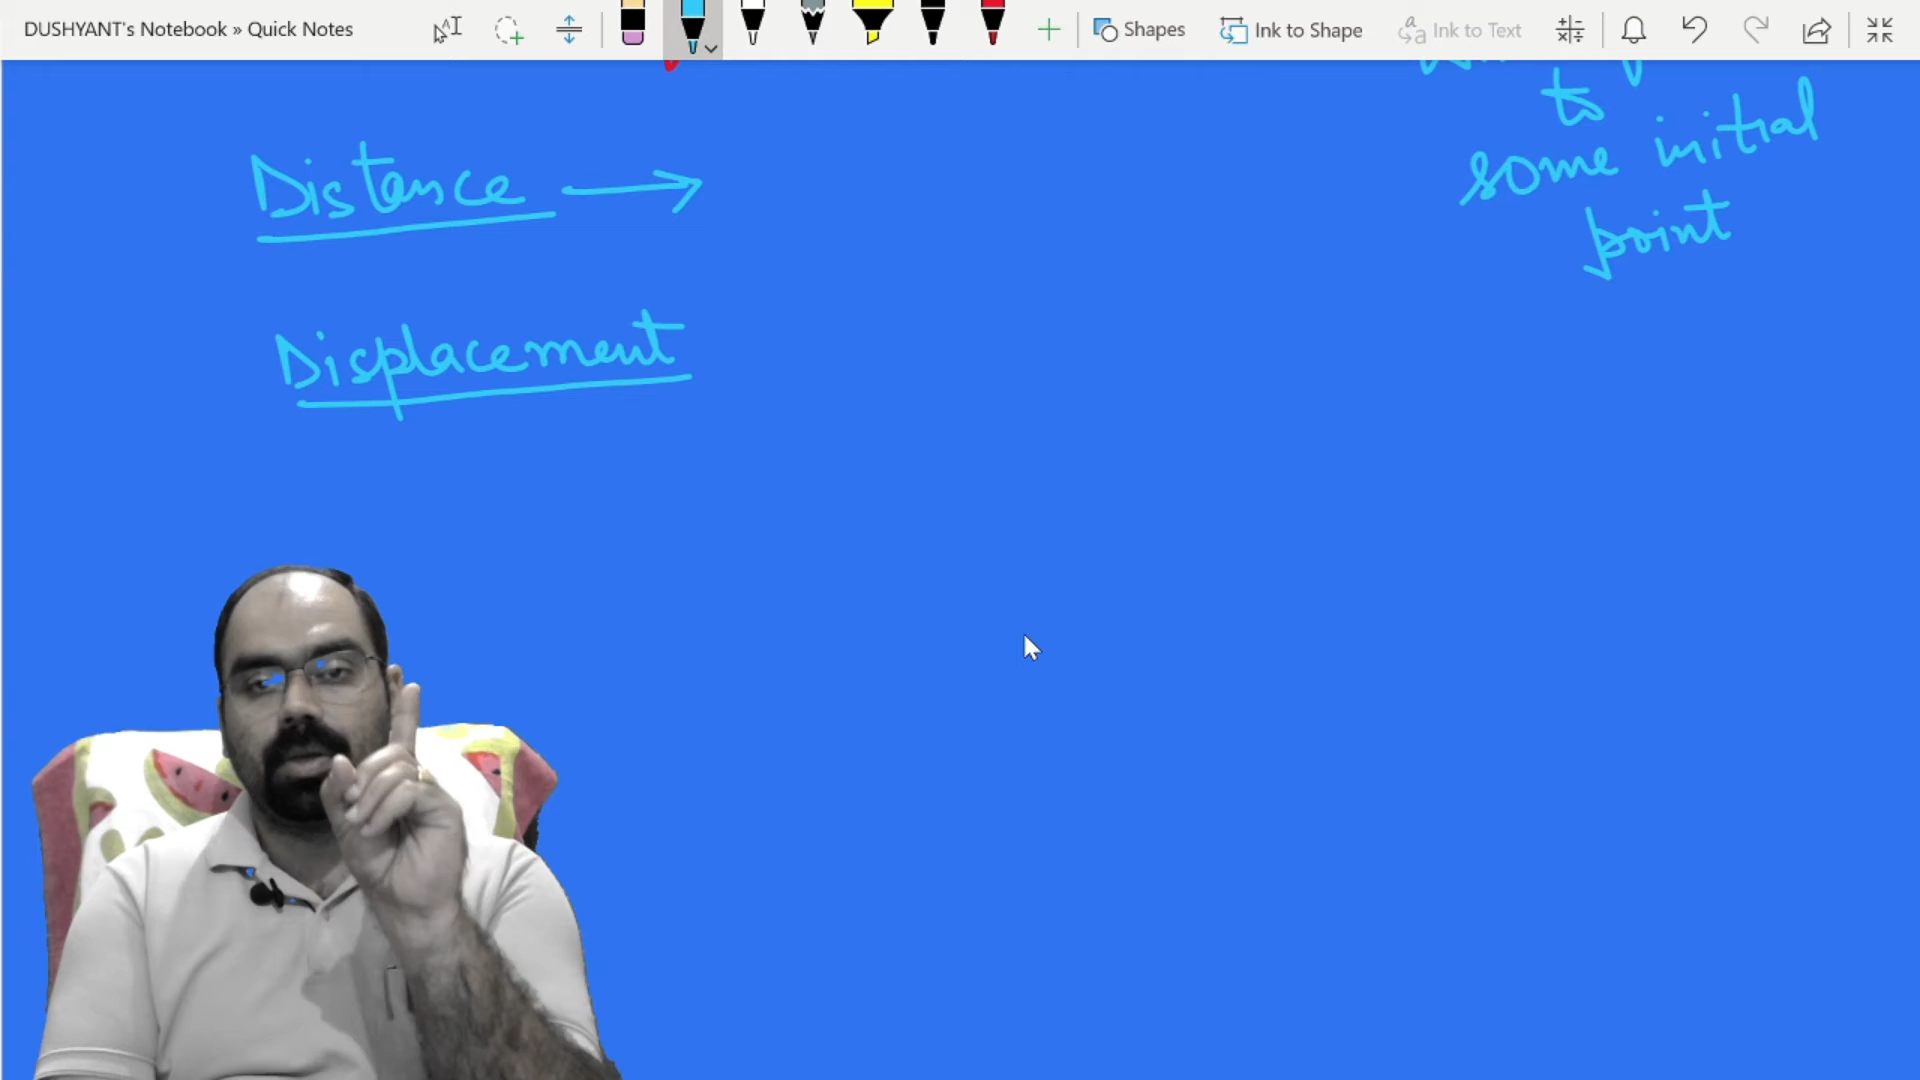 DUSHYANT's Notebook » Quick Notes
Shapes
Ink to Shape
Ink to Text
to
some initial
point
Distance →
Displacement